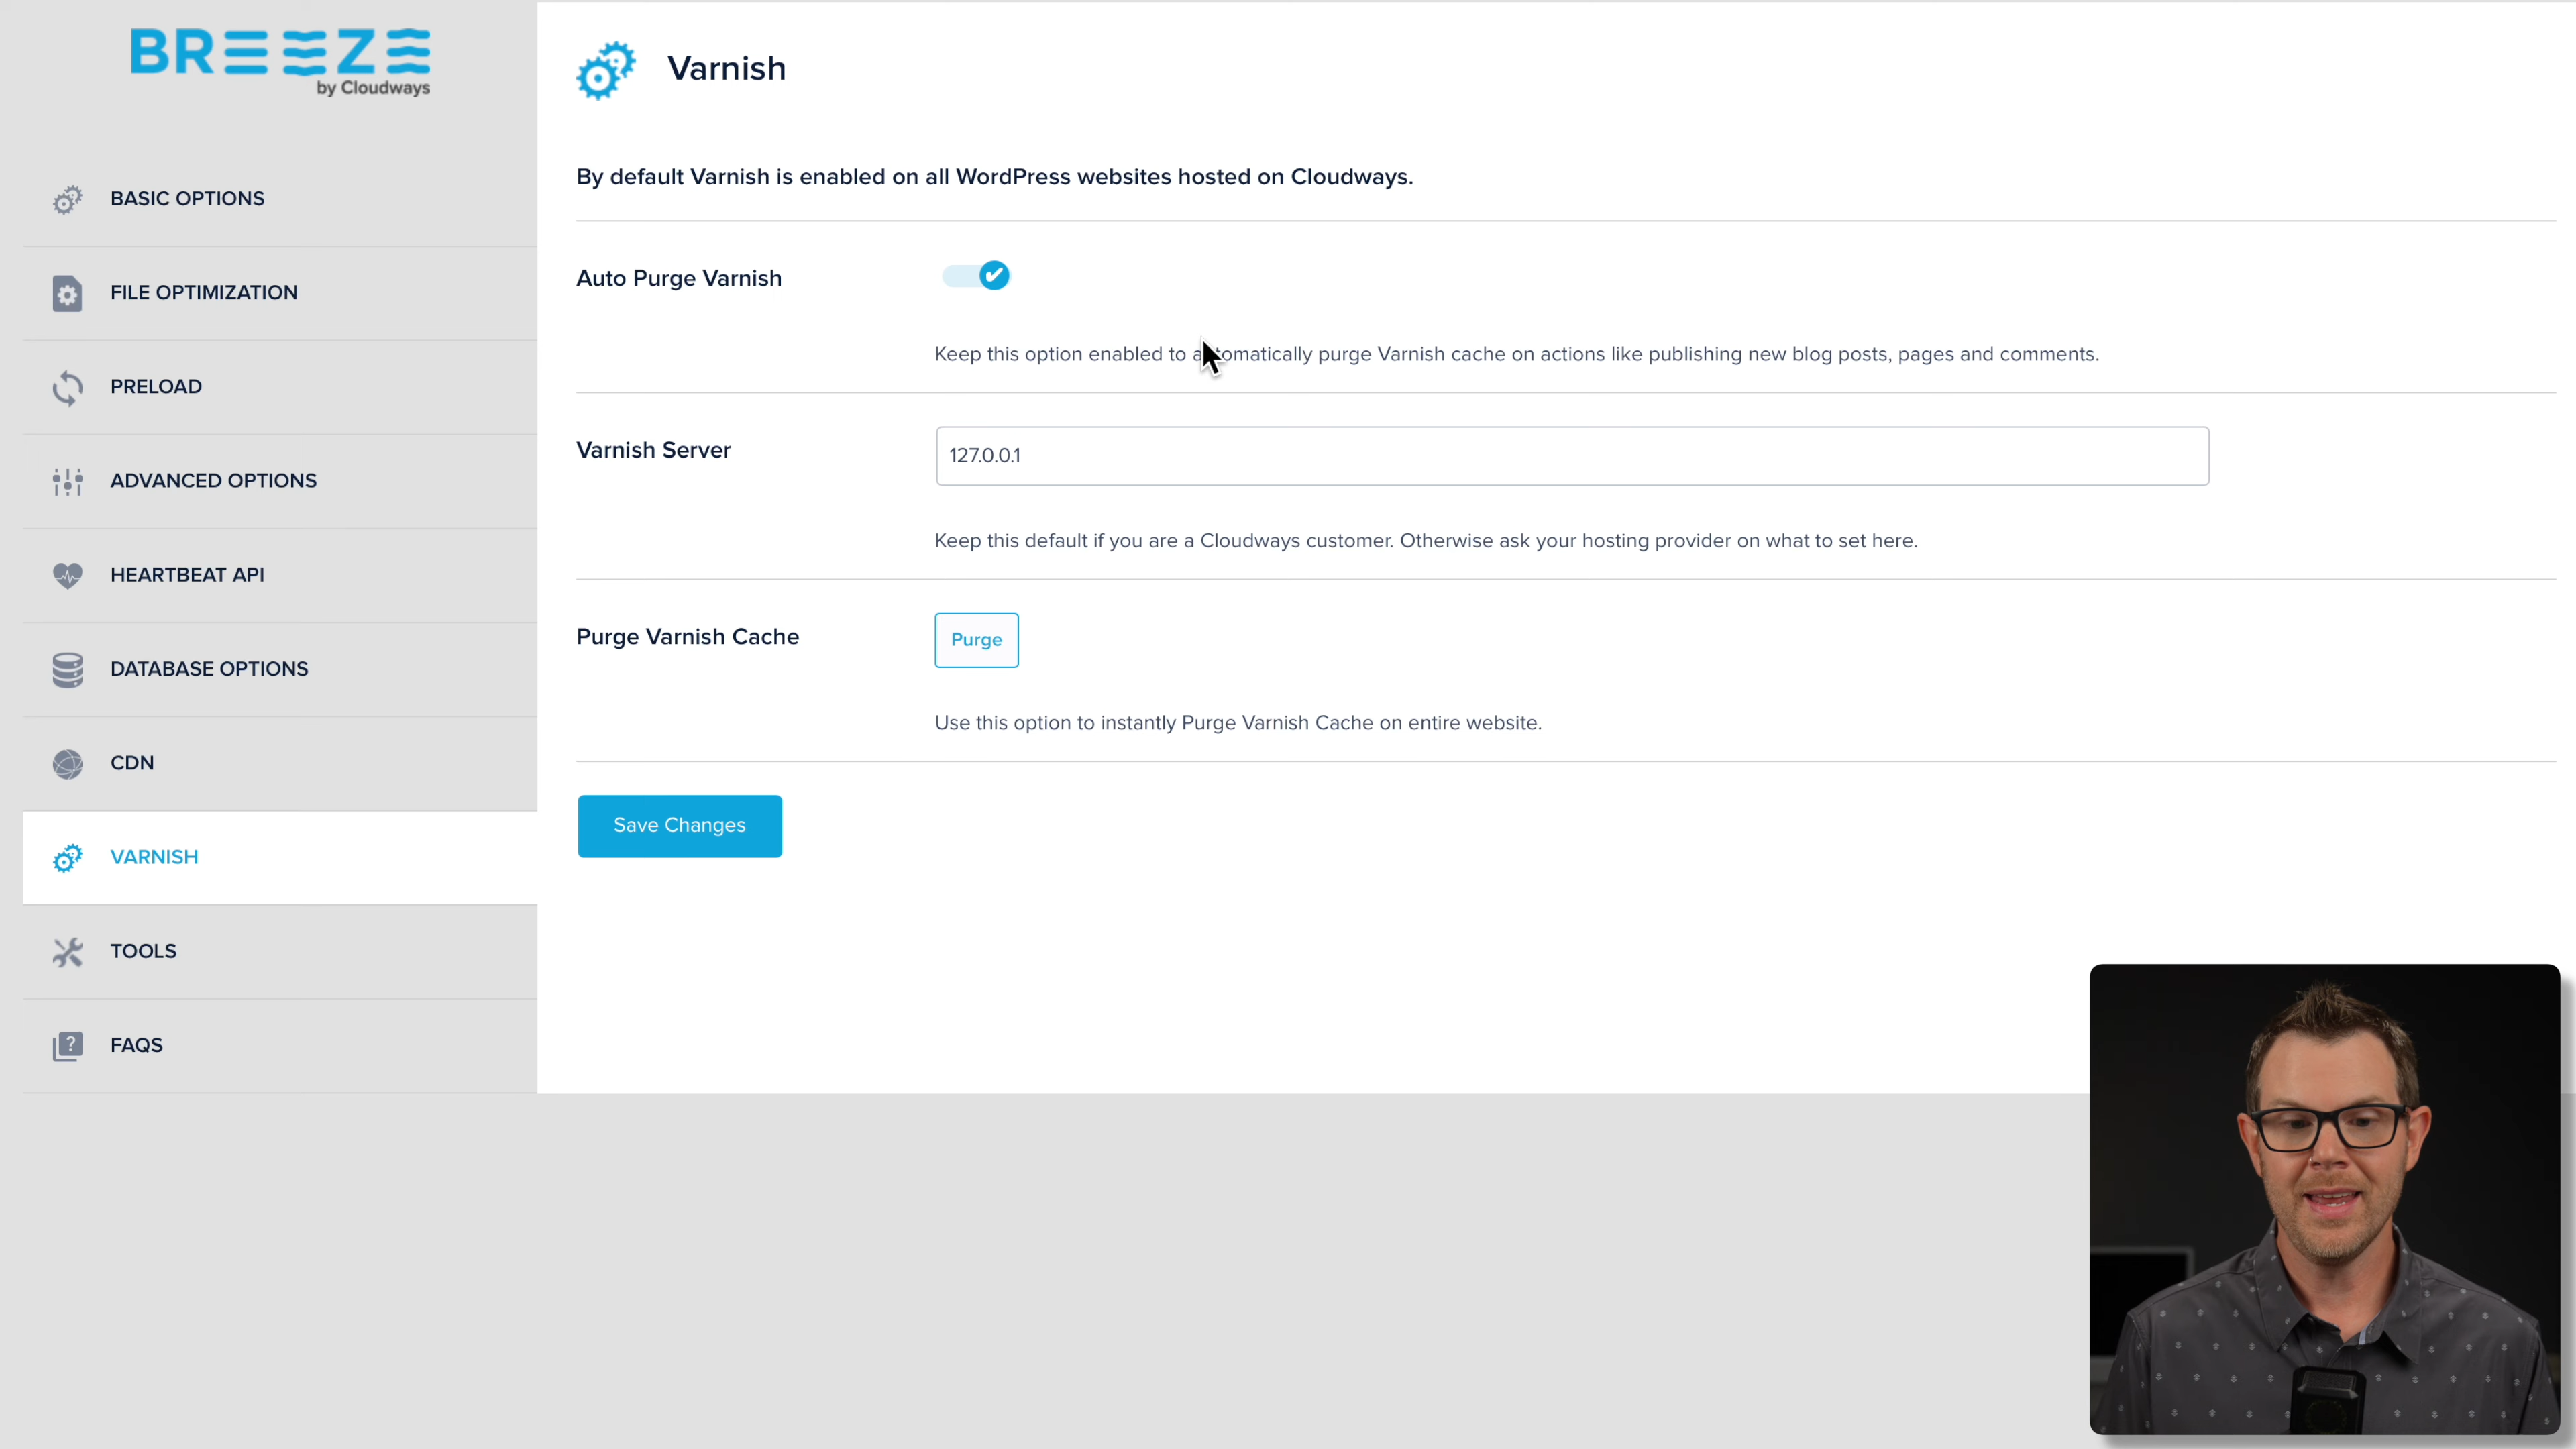 BREEZE
by Cloudways
BASIC OPTIONS
FILE OPTIMIZATION
PRELOAD
ADVANCED OPTIONS
HEARTBEAT API
DATABASE OPTIONS
CDN
VARNISH
TOOLS
FAQS
Varnish
By default Varnish is enabled on all WordPress websites hosted on Cloudways.
Auto Purge Varnish
Keep this option enabled to automatically purge Varnish cache on actions like publishing new blog posts, pages and comments.
Varnish Server
127.0.0.1
Keep this default if you are a Cloudways customer. Otherwise ask your hosting provider on what to set here.
Purge Varnish Cache
Purge
Use this option to instantly Purge Varnish Cache on entire website.
Save Changes